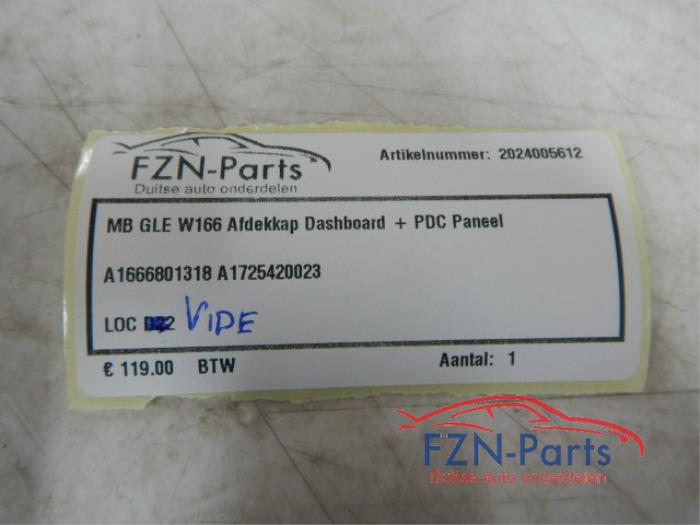 FZN-Parts
Duitse auto onderdelen
Artikelnummer: 2024005612
MB GLE W166 Afdekkap Dashboard + PDC Paneel
A1666801318 A1725420023
LOC VIDE
€ 119.00 BTW
Aantal: 1
FZN-Parts
Duitse auto onderdelen